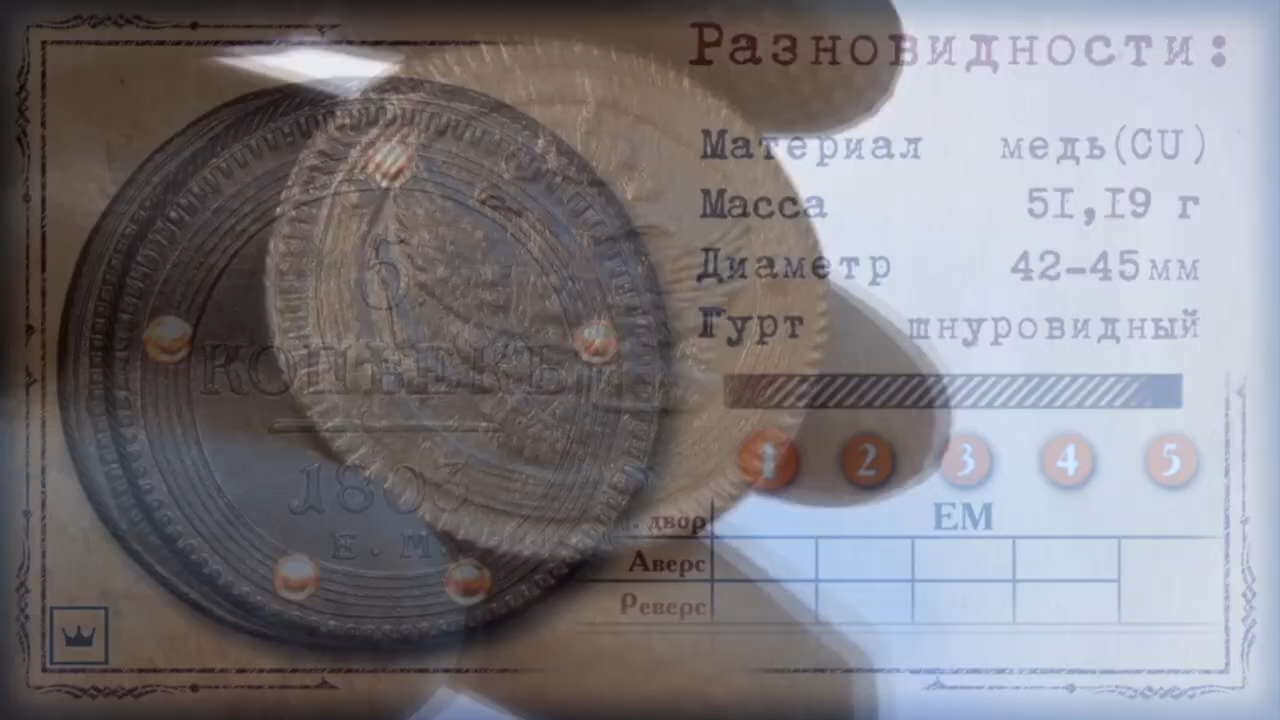 Разновидности:
Материал медь(CU)
Масса 51,19 г
Диаметр 42-45мм
Гурт шнуровидный
1 2 3 4 5
ЕМ
двор
Аверс
Реверс
5
КОПѢЕКЪ
1803
Е.М.